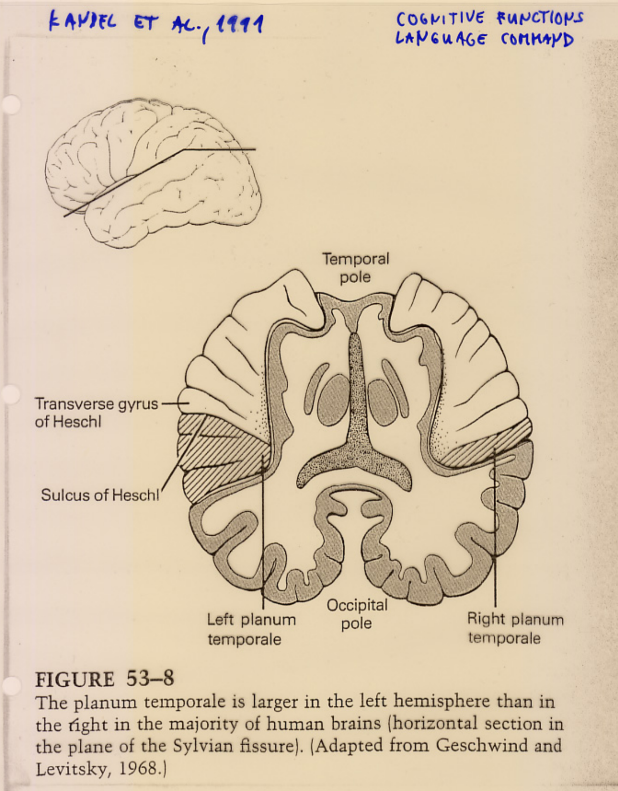 KANDEL ET AL., 1991
COGNITIVE FUNCTIONS
LANGUAGE COMMAND
Temporal
pole
Transverse gyrus
of Heschl
Sulcus of Heschl
Left planum
temporale
Occipital
pole
Right planum
temporale
FIGURE 53–8
The planum temporale is larger in the left hemisphere than in
the right in the majority of human brains (horizontal section in
the plane of the Sylvian fissure). (Adapted from Geschwind and
Levitsky, 1968.)